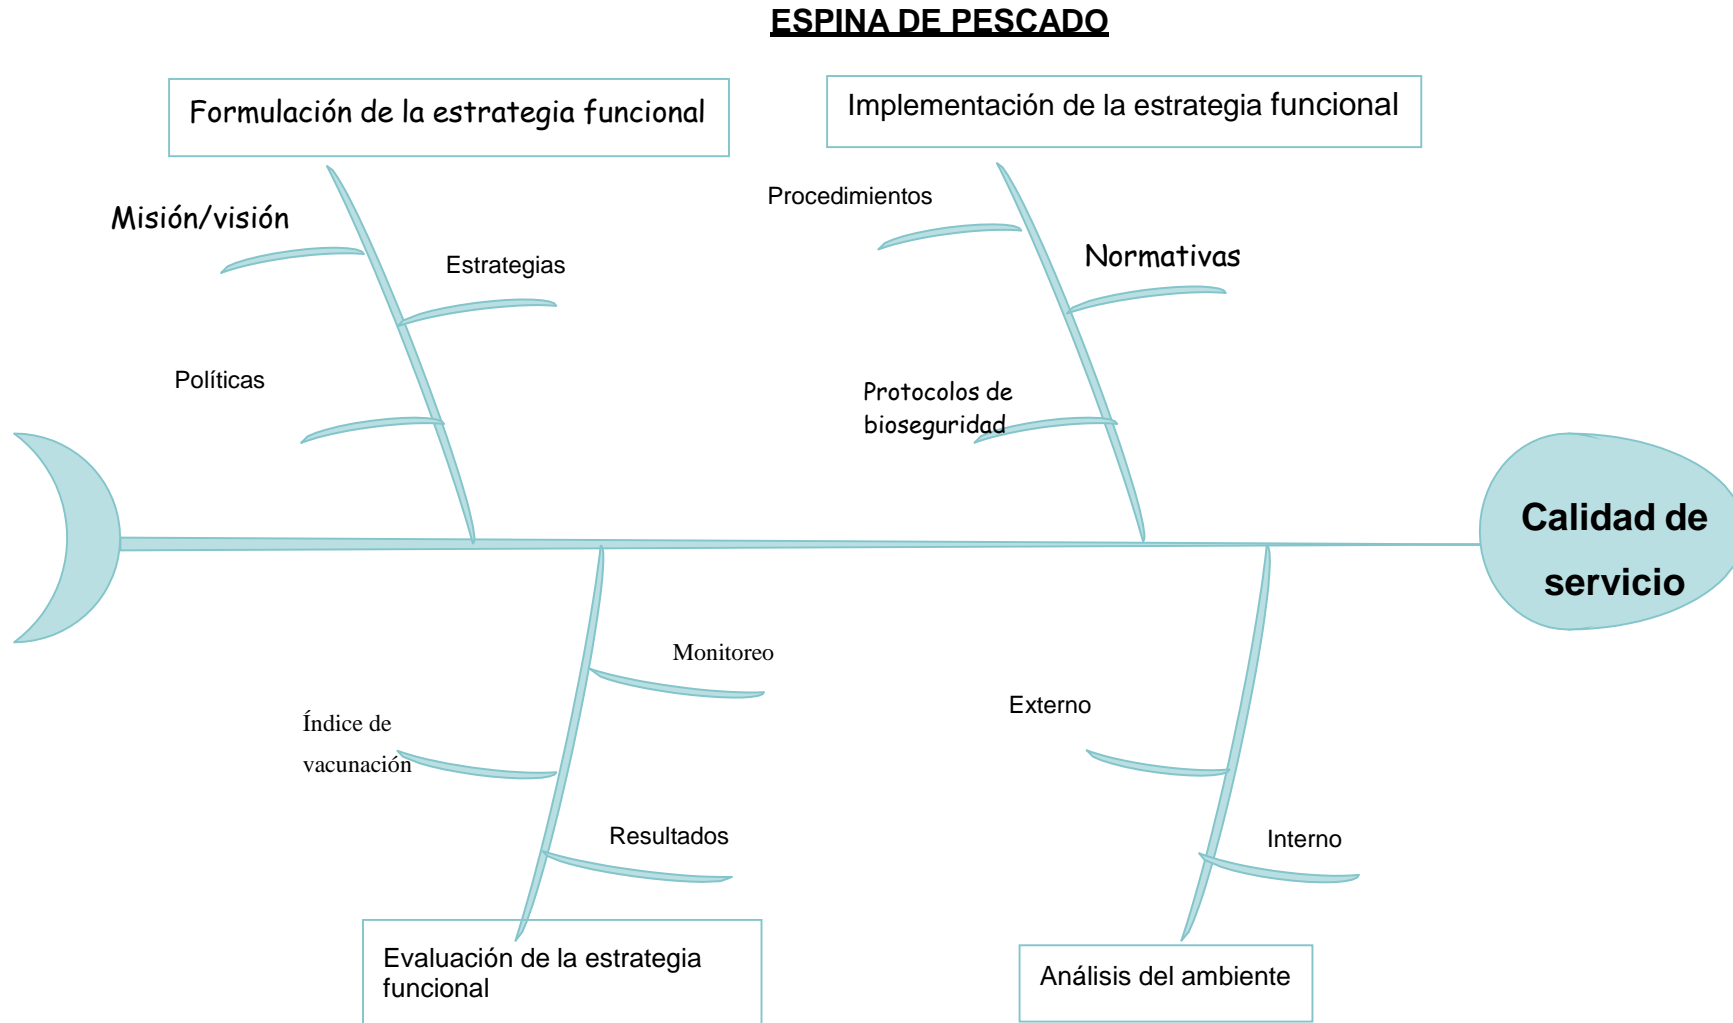 ESPINA DE PESCADO
Formulación de la estrategia funcional
Implementación de la estrategia funcional
Misión/visión
Estrategias
Políticas
Procedimientos
Normativas
Protocolos de
bioseguridad
Calidad de
servicio
Monitoreo
Índice de
vacunación
Resultados
Externo
Interno
Evaluación de la estrategia
funcional
Análisis del ambiente